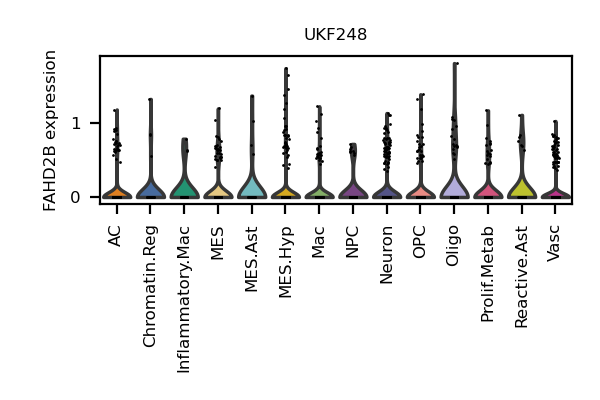 UKF248
FAHD2B expression
1
0
AC
Chromatin.Reg
Inflammatory.Mac
MES
MES.Ast
MES.Hyp
Mac
NPC
Neuron
OPC
Oligo
Prolif.Metab
Reactive.Ast
Vasc